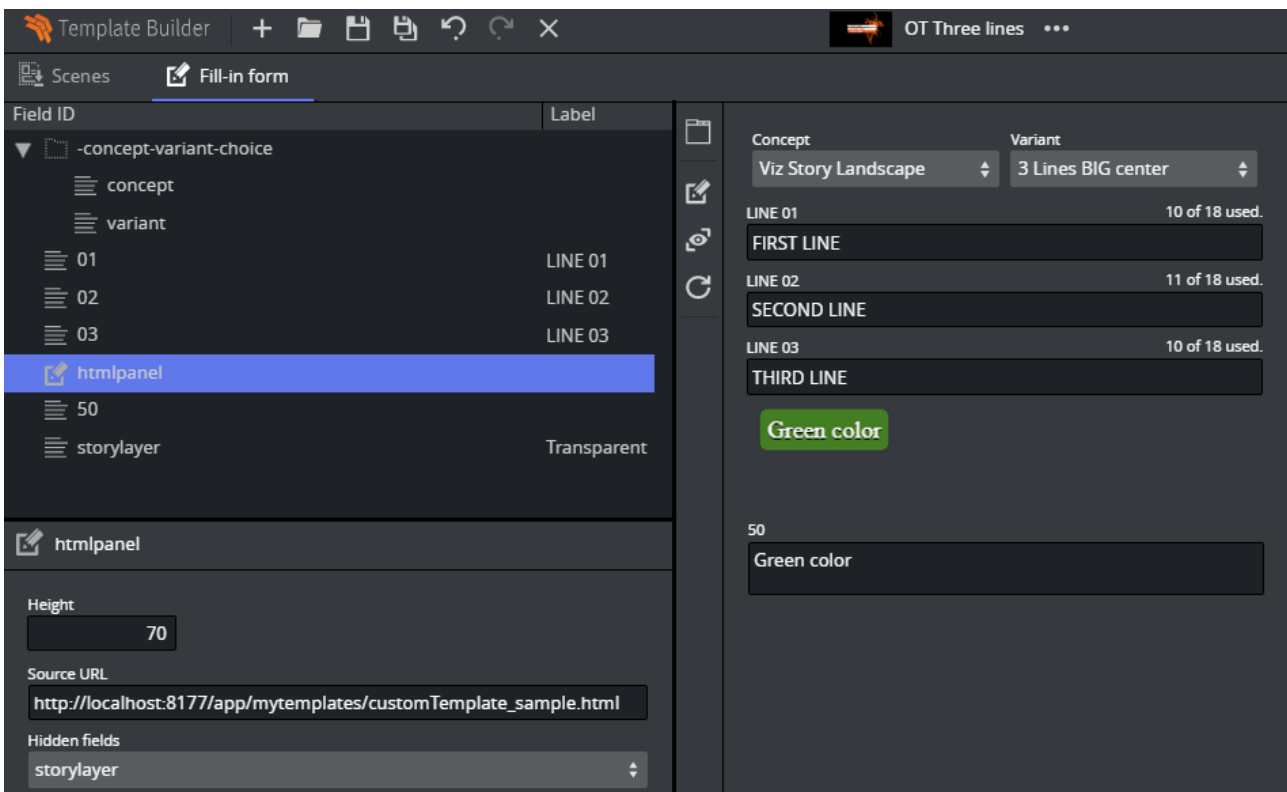 Template Builder
OT Three lines
Scenes
Fill-in form
Field ID
Label
-concept-variant-choice
concept
variant
01
LINE 01
02
LINE 02
03
LINE 03
htmlpanel
50
storylayer
Transparent
htmlpanel
Height
70
Source URL
http://localhost:8177/app/mytemplates/customTemplate_sample.html
Hidden fields
storylayer
Concept
Variant
Viz Story Landscape
3 Lines BIG center
LINE 01
10 of 18 used.
FIRST LINE
LINE 02
11 of 18 used.
SECOND LINE
LINE 03
10 of 18 used.
THIRD LINE
Green color
50
Green color